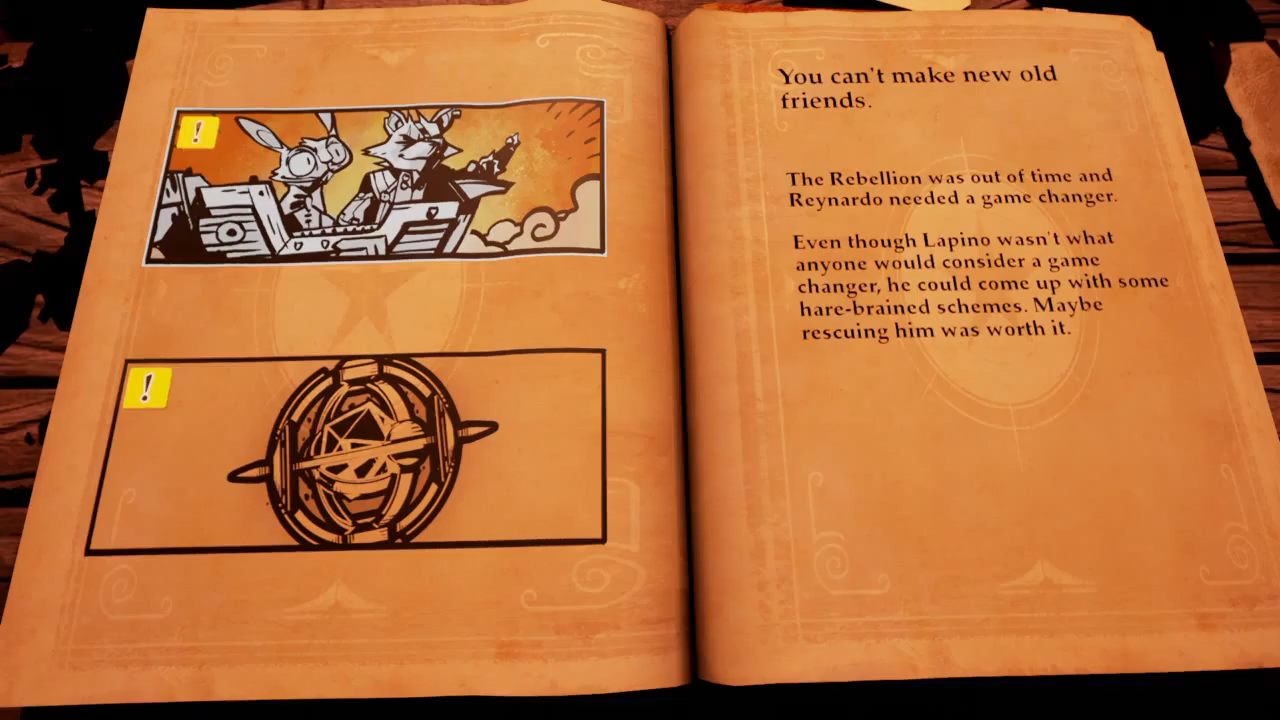 !
!
You can't make new old
friends.
The Rebellion was out of time and
Reynardo needed a game changer.
Even though Lapino wasn't what
anyone would consider a game
changer, he could come up with some
hare-brained schemes. Maybe
rescuing him was worth it.